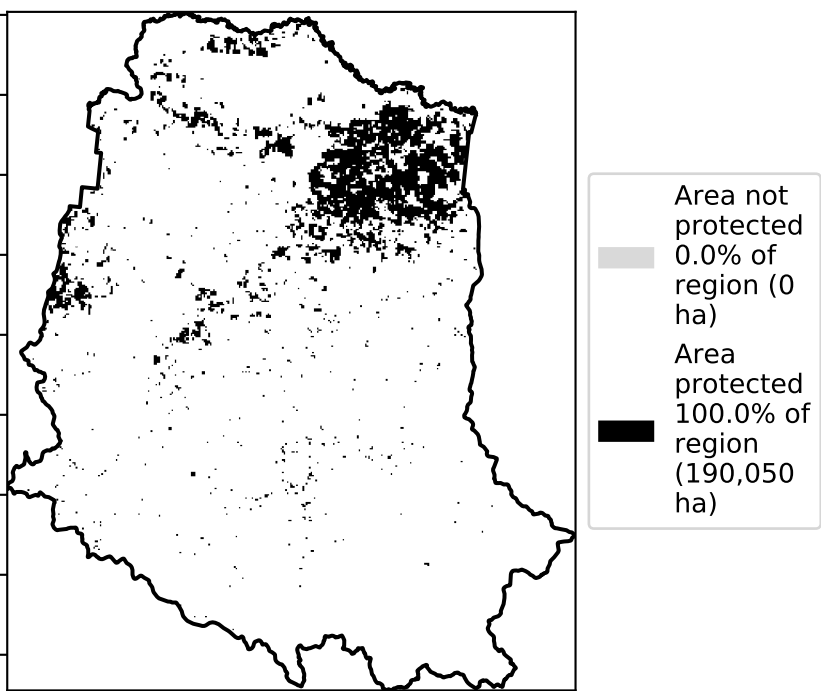 Area not
protected
0.0% of
region (0
ha)
Area
protected
100.0% of
region
(190,050
ha)